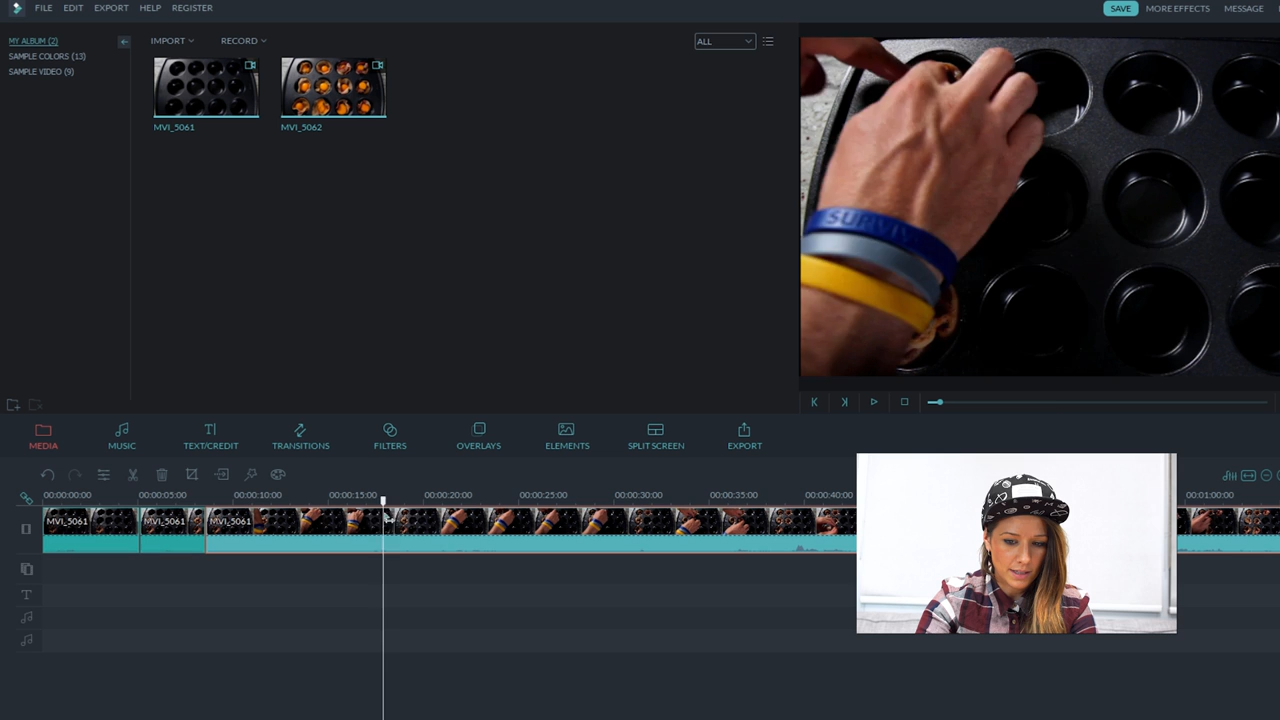 FILE EDIT EXPORT HELP REGISTER
SAVE MORE EFFECTS MESSAGE
MY ALBUM (2)
SAMPLE COLORS (13)
SAMPLE VIDEO (9)
IMPORT RECORD ALL
MVI_5061 MVI_5062
SURVIV
MEDIA MUSIC TEXT/CREDIT TRANSITIONS FILTERS OVERLAYS ELEMENTS SPLIT SCREEN EXPORT
00:00:00:00 00:00:05:00 00:00:10:00 00:00:15:00 00:00:20:00 00:00:25:00 00:00:30:00 00:00:35:00 00:00:40:00 00:01:00:00
MVI_5061 MVI_5061 MVI_5061
T